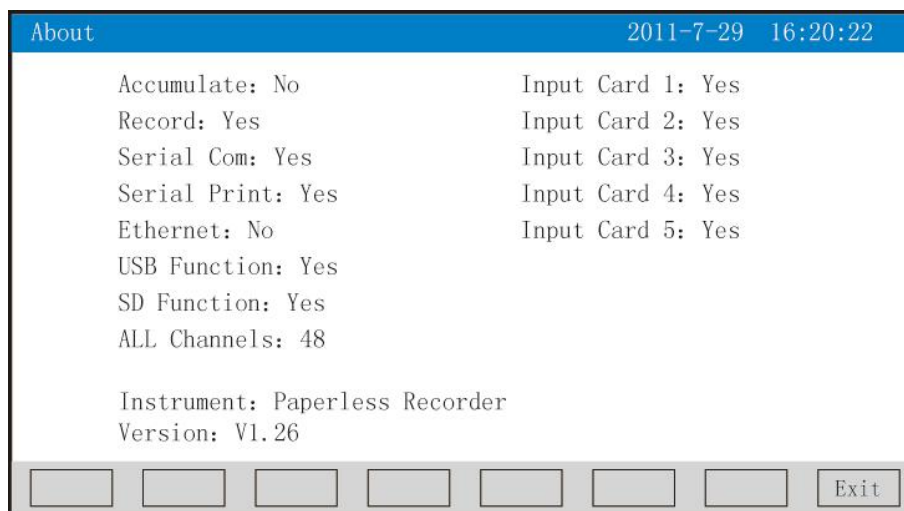 About 2011-7-29 16:20:22
Accumulate: No
Record: Yes
Serial Com: Yes
Serial Print: Yes
Ethernet: No
USB Function: Yes
SD Function: Yes
ALL Channels: 48
Input Card 1: Yes
Input Card 2: Yes
Input Card 3: Yes
Input Card 4: Yes
Input Card 5: Yes
Instrument: Paperless Recorder
Version: V1.26
Exit